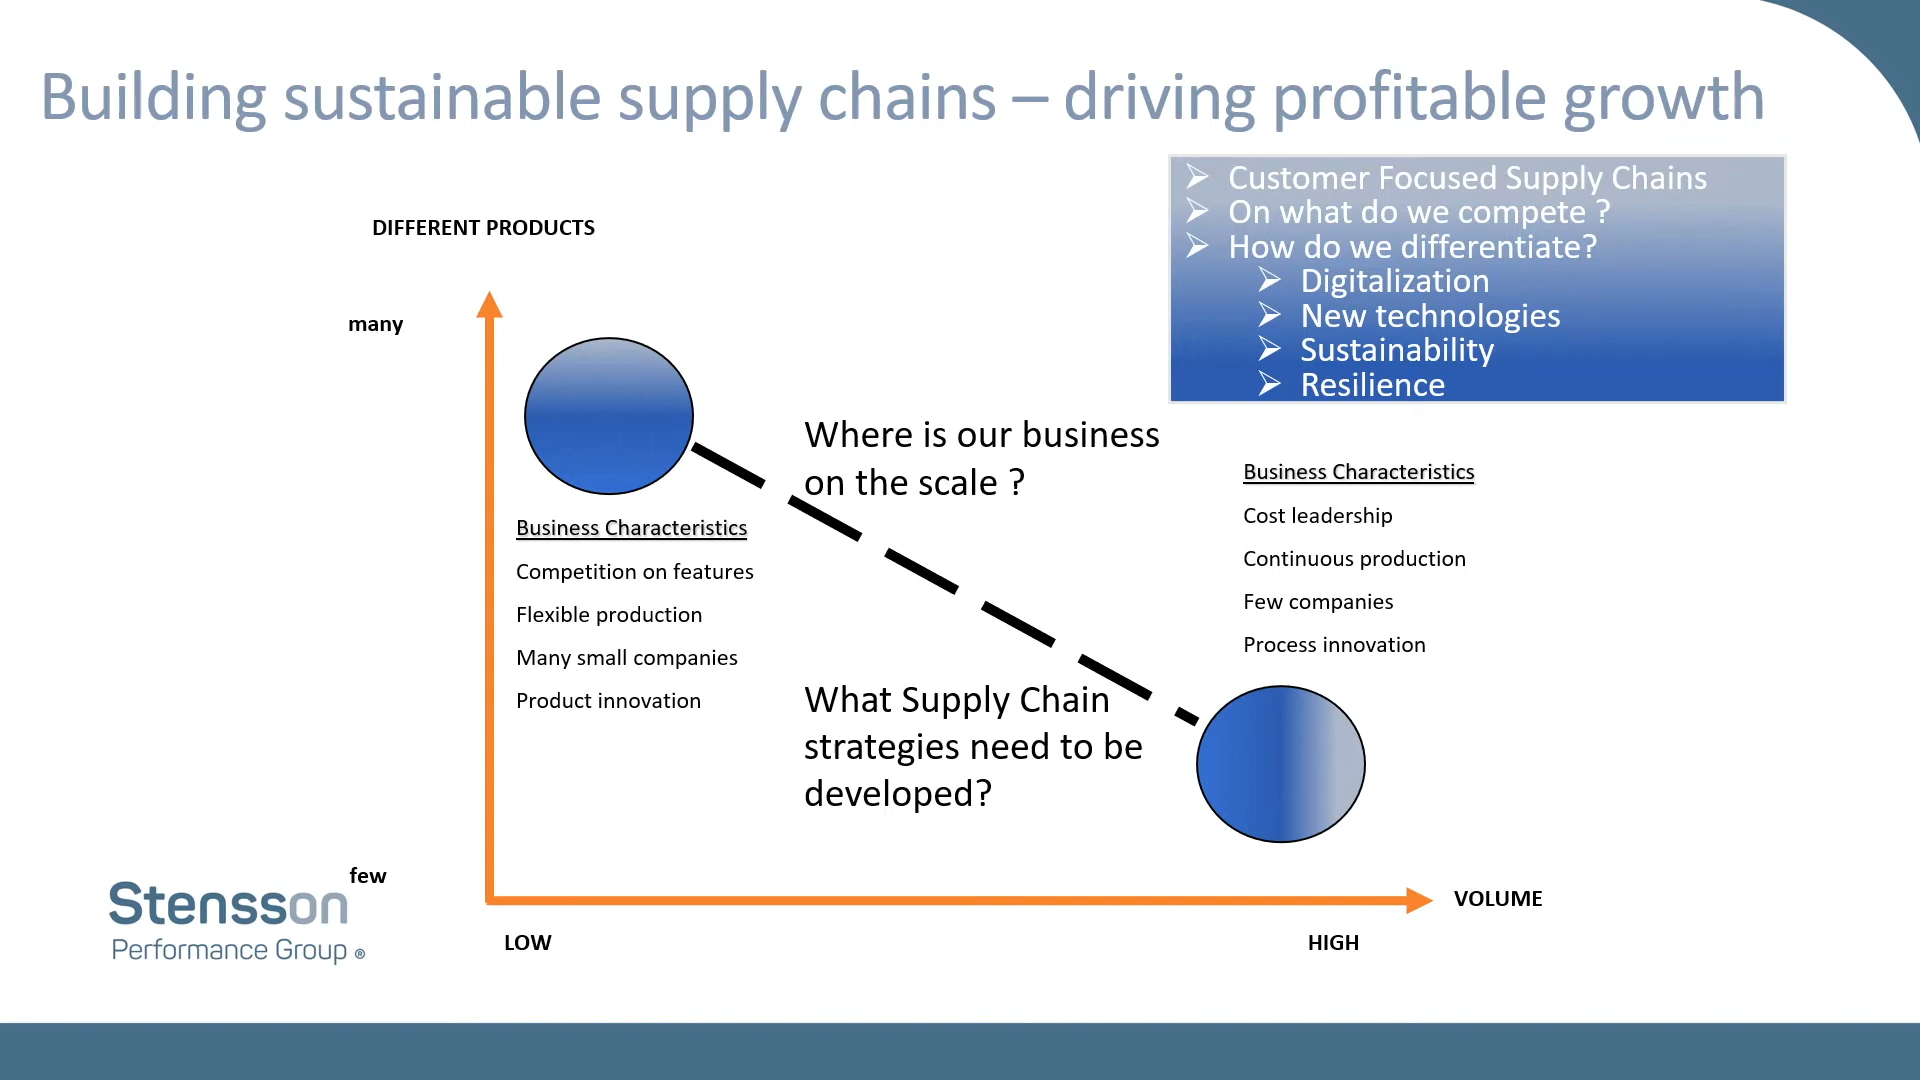 Building sustainable supply chains – driving profitable growth
Customer Focused Supply Chains
On what do we compete ?
How do we differentiate?
Digitalization
New technologies
Sustainability
Resilience
DIFFERENT PRODUCTS
many
Where is our business
on the scale ?
Business Characteristics
Competition on features
Flexible production
Many small companies
Product innovation
Business Characteristics
Cost leadership
Continuous production
Few companies
Process innovation
What Supply Chain
strategies need to be
developed?
few
Stensson
Performance Group ®
VOLUME
LOW
HIGH